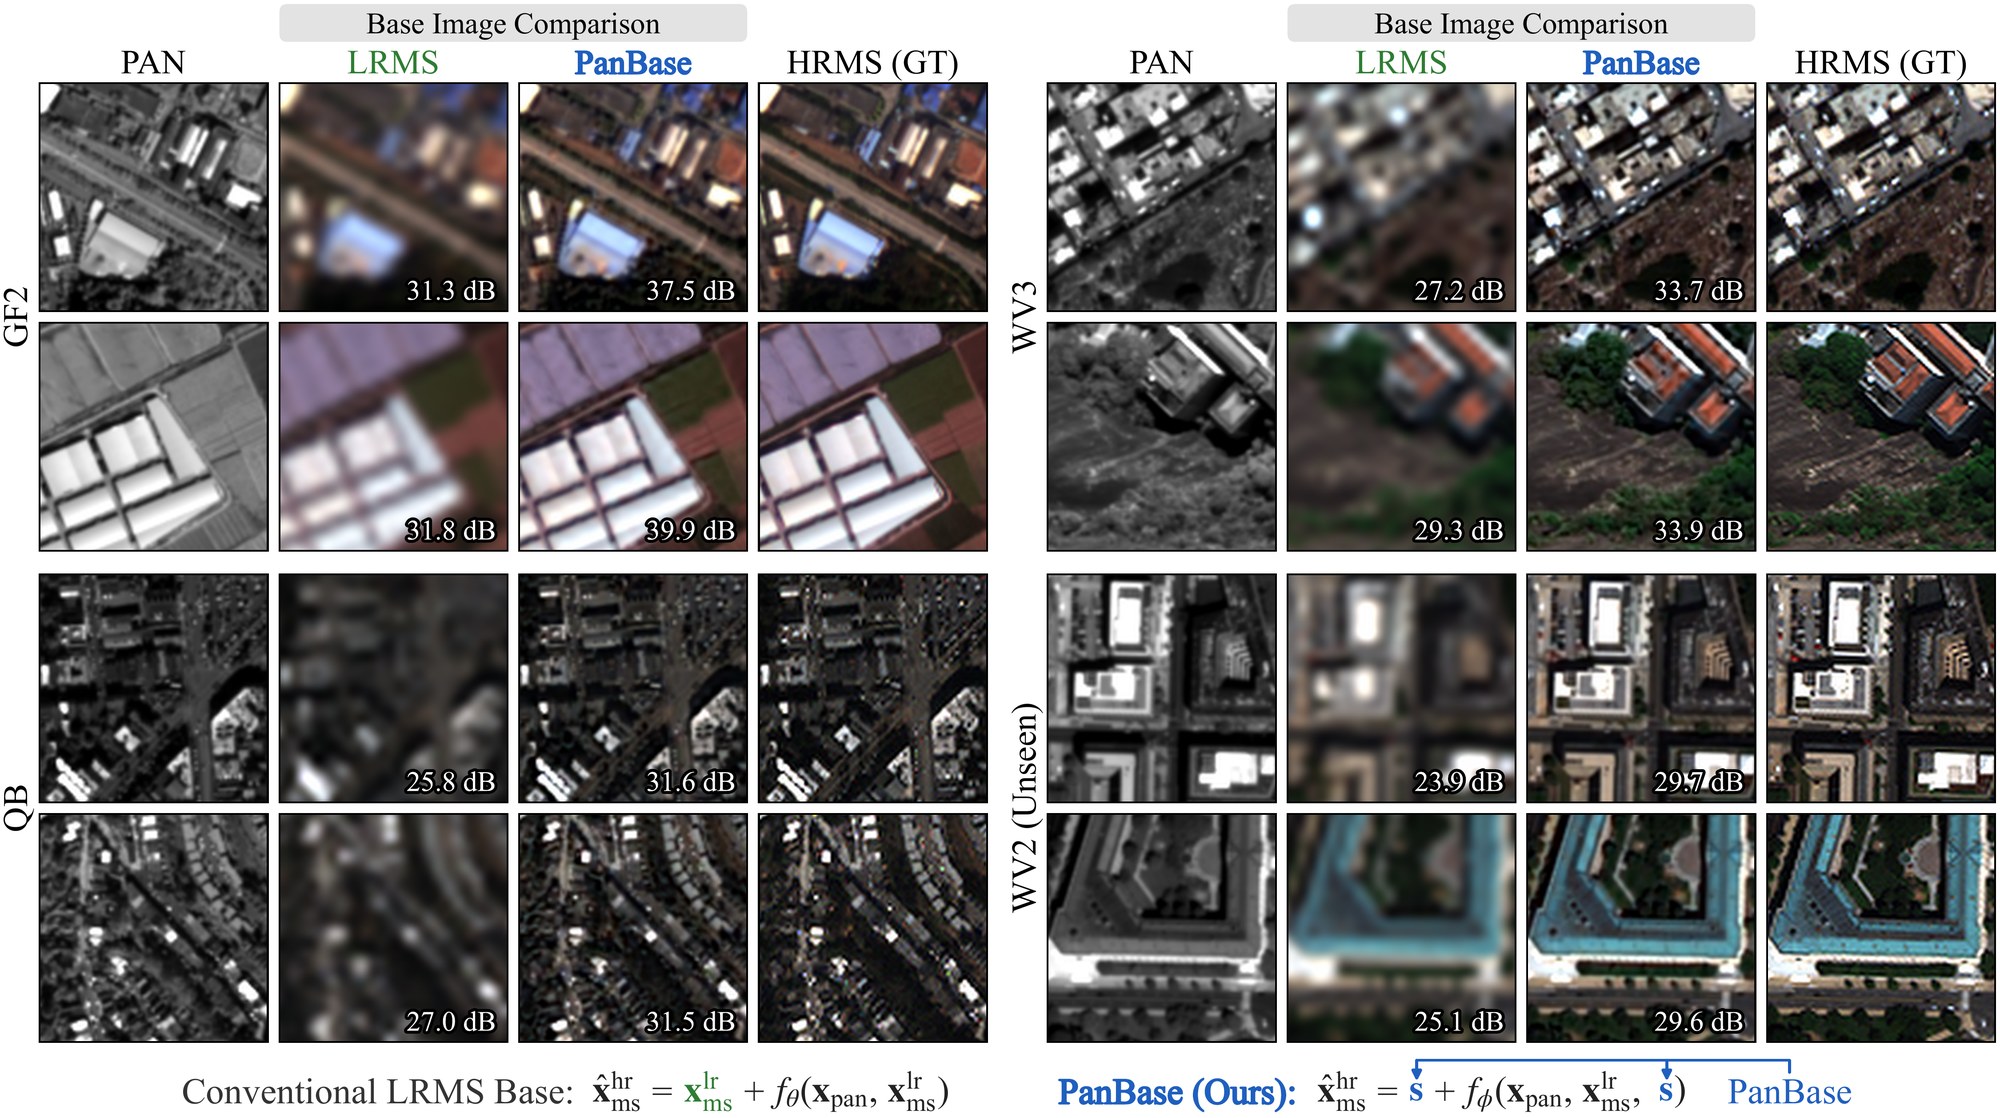 Base Image Comparison
PAN LRMS PanBase HRMS (GT)
GF2
31.3 dB 37.5 dB
31.8 dB 39.9 dB
QB
25.8 dB 31.6 dB
27.0 dB 31.5 dB
Base Image Comparison
PAN LRMS PanBase HRMS (GT)
WV3
27.2 dB 33.7 dB
29.3 dB 33.9 dB
WV2 (Unseen)
23.9 dB 29.7 dB
25.1 dB 29.6 dB
Conventional LRMS Base: x̂ʰʳₘₛ = xˡʳₘₛ + f_θ(x_pan, xˡʳₘₛ)
PanBase (Ours): x̂ʰʳₘₛ = s + f_ϕ(x_pan, xˡʳₘₛ, s) PanBase